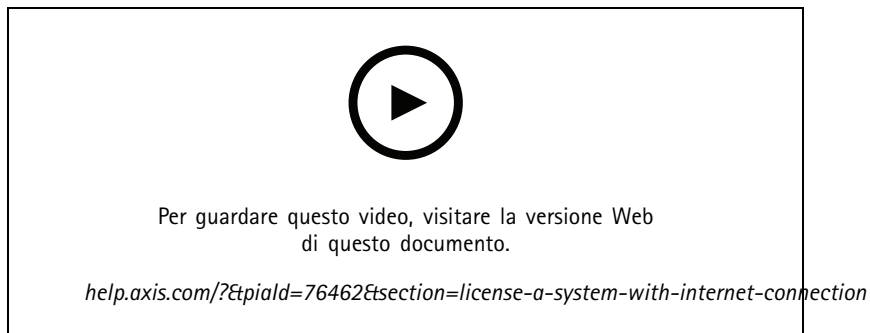 Per guardare questo video, visitare la versione Web
di questo documento.
help.axis.com/?&piaId=76462&section=license-a-system-with-internet-connection